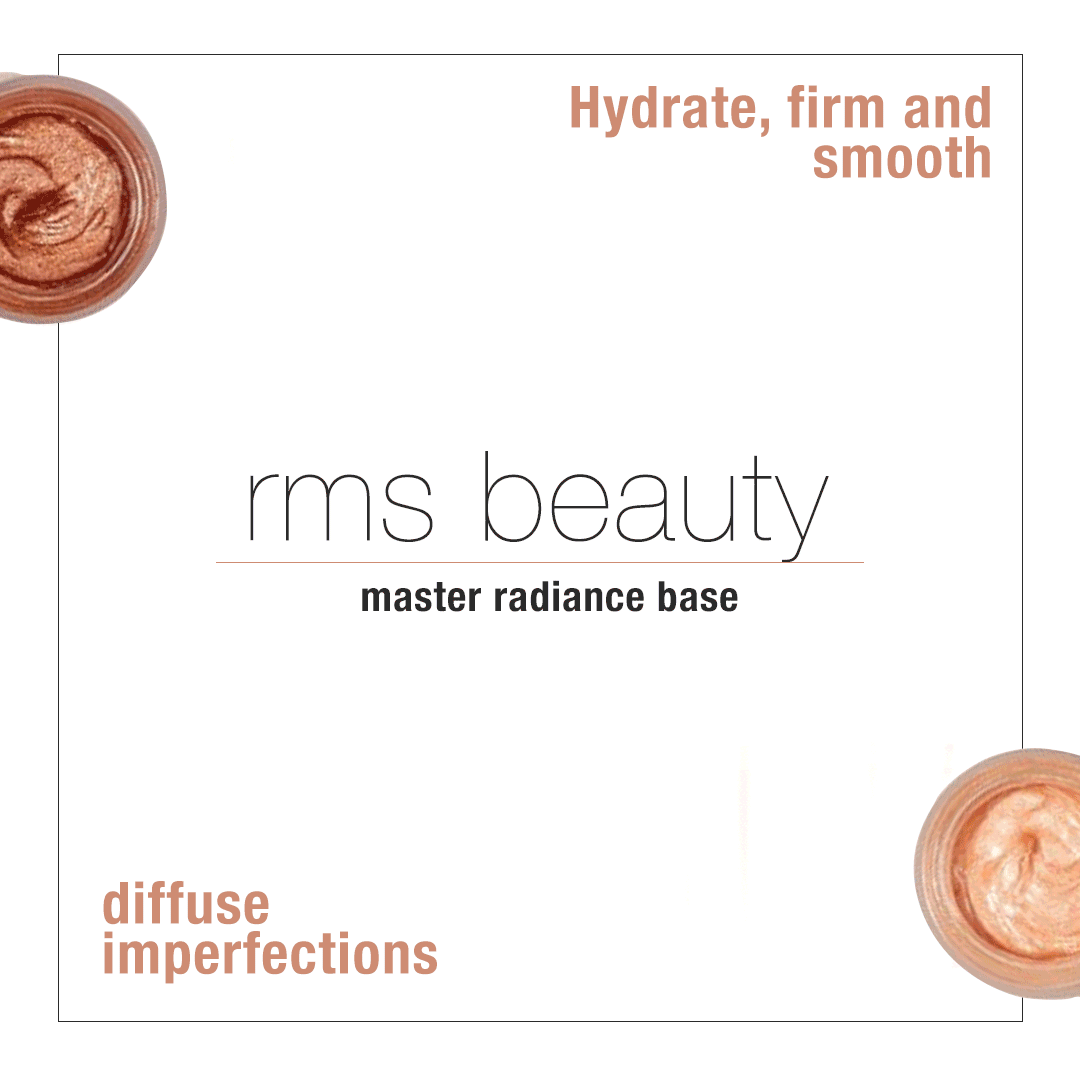 Hydrate, firm and
smooth
rms beauty
master radiance base
diffuse
imperfections